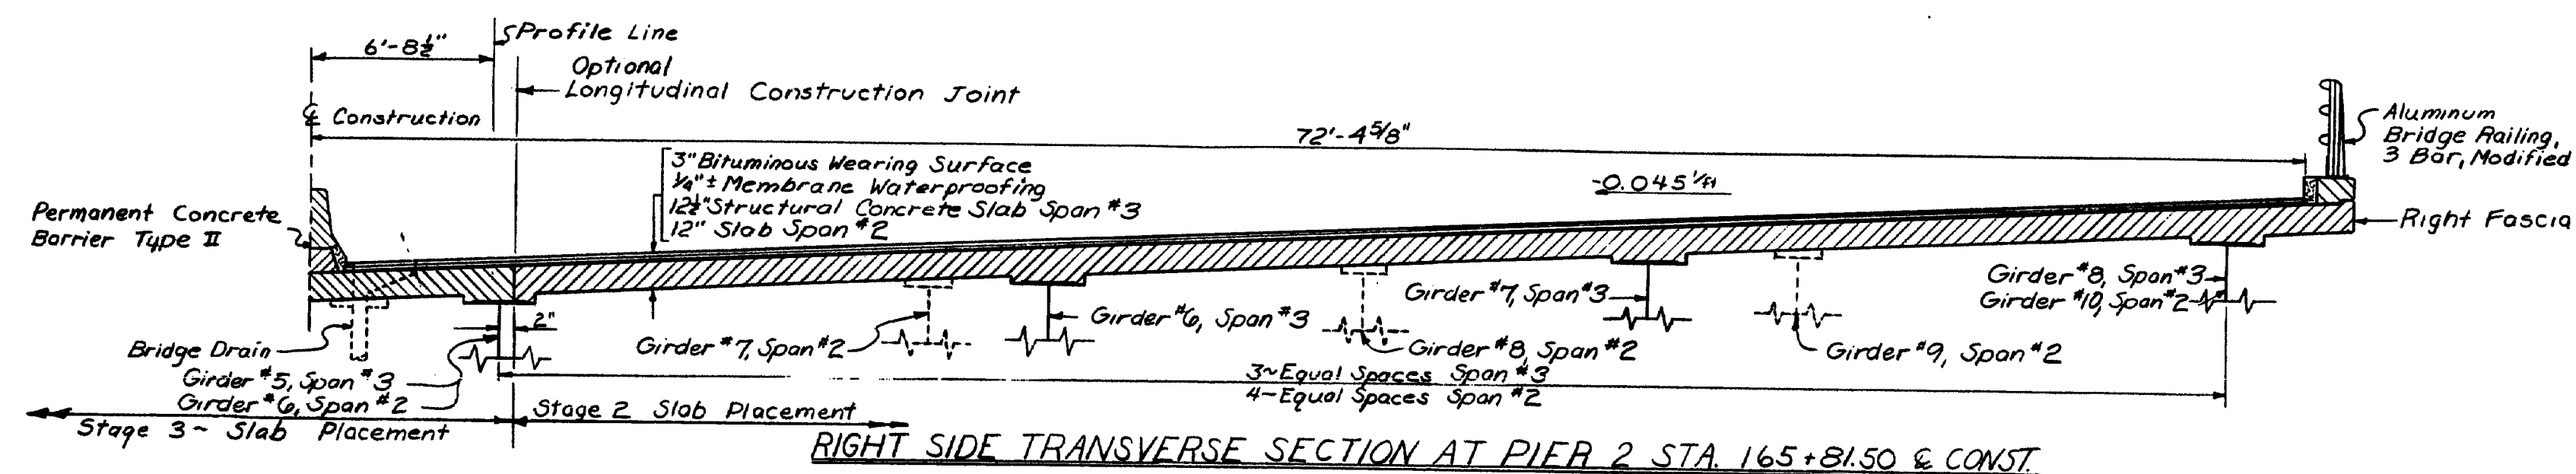 Profile Line
6'-8½"
Optional
Longitudinal Construction Joint
℄ Construction
72'-4⅝"
Aluminum
Bridge Railing,
3 Bar, Modified
3" Bituminous Wearing Surface
¼"± Membrane Waterproofing
12½" Structural Concrete Slab Span #3
12" Slab Span #2
-0.045'/ft
Permanent Concrete
Barrier Type II
Right Fascia
Girder #8, Span #3
Girder #10, Span #2
Girder #7, Span #3
Girder #6, Span #3
2"
Bridge Drain
Girder #7, Span #2
Girder #8, Span #2
Girder #9, Span #2
Girder #5, Span #3
Girder #6, Span #2
3~Equal Spaces Span #3
4~Equal Spaces Span #2
Stage 2 Slab Placement
Stage 3~ Slab Placement
RIGHT SIDE TRANSVERSE SECTION AT PIER 2 STA. 165+81.50 ℄ CONST.